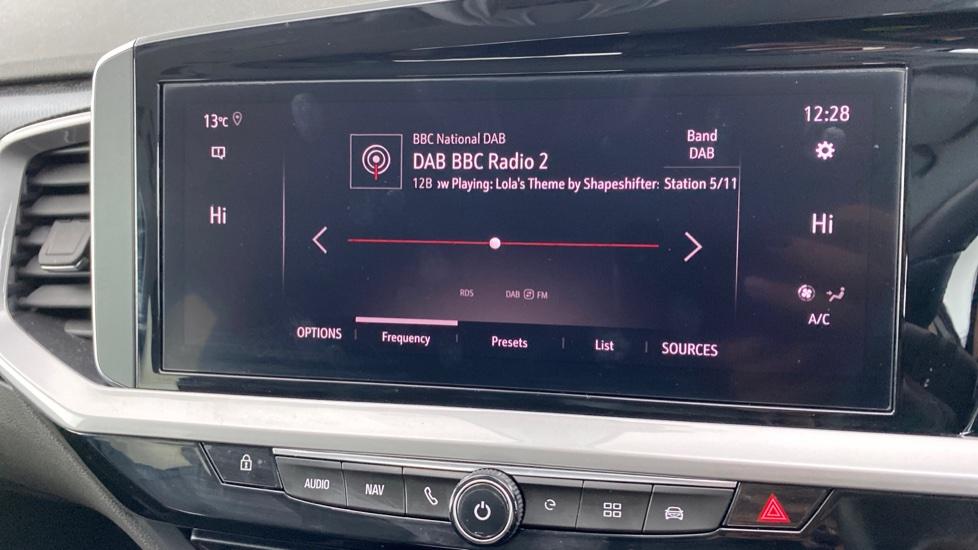 13°C
12:28
BBC National DAB
DAB BBC Radio 2
12B ow Playing: Lola's Theme by Shapeshifter: Station 5/11
Band
DAB
Hi
Hi
RDS DAB FM
A/C
OPTIONS Frequency Presets List SOURCES
AUDIO NAV